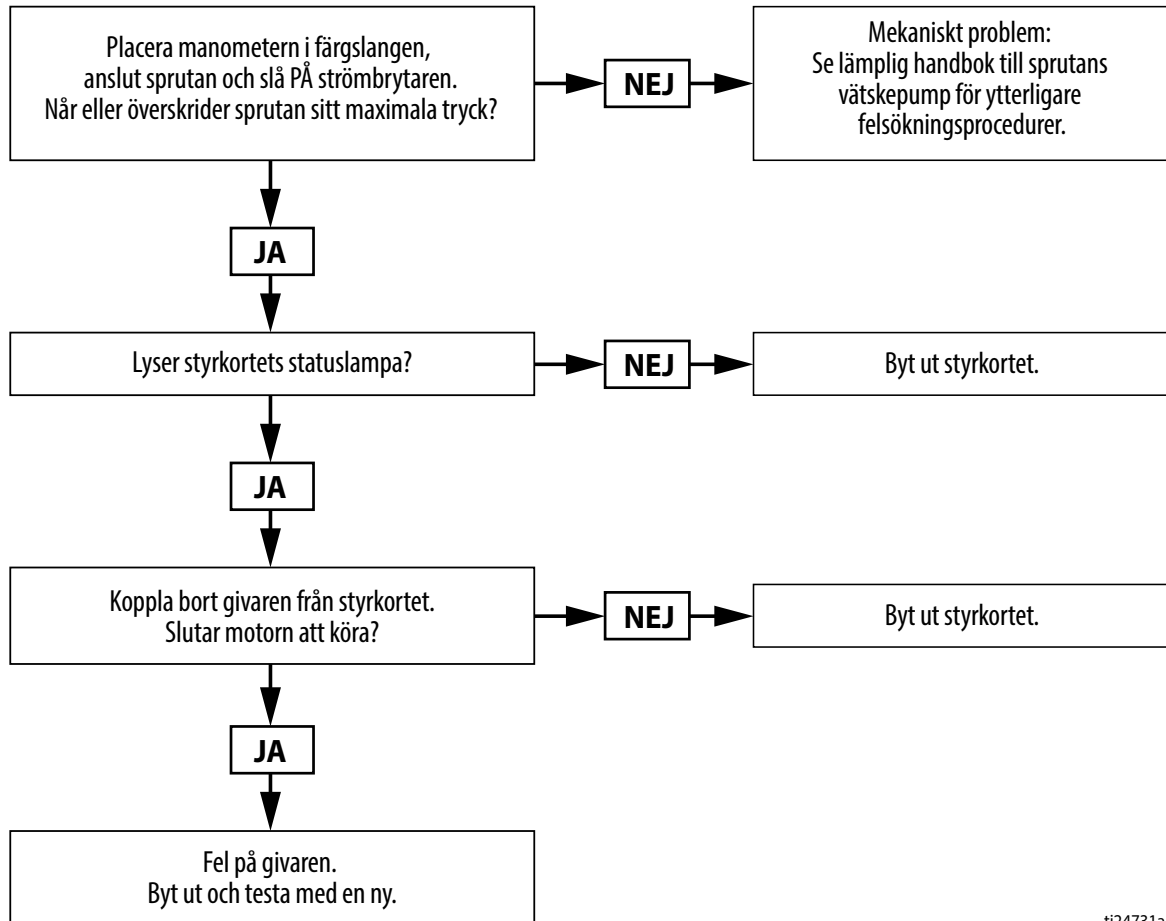 Placera manometern i färgslangen,
anslut sprutan och slå PÅ strömbrytaren.
Når eller överskrider sprutan sitt maximala tryck?
NEJ
Mekaniskt problem:
Se lämplig handbok till sprutans
vätskepump för ytterligare
felsökningsprocedurer.
JA
Lyser styrkortets statuslampa?
NEJ
Byt ut styrkortet.
JA
Koppla bort givaren från styrkortet.
Slutar motorn att köra?
NEJ
Byt ut styrkortet.
JA
Fel på givaren.
Byt ut och testa med en ny.
ti24731a